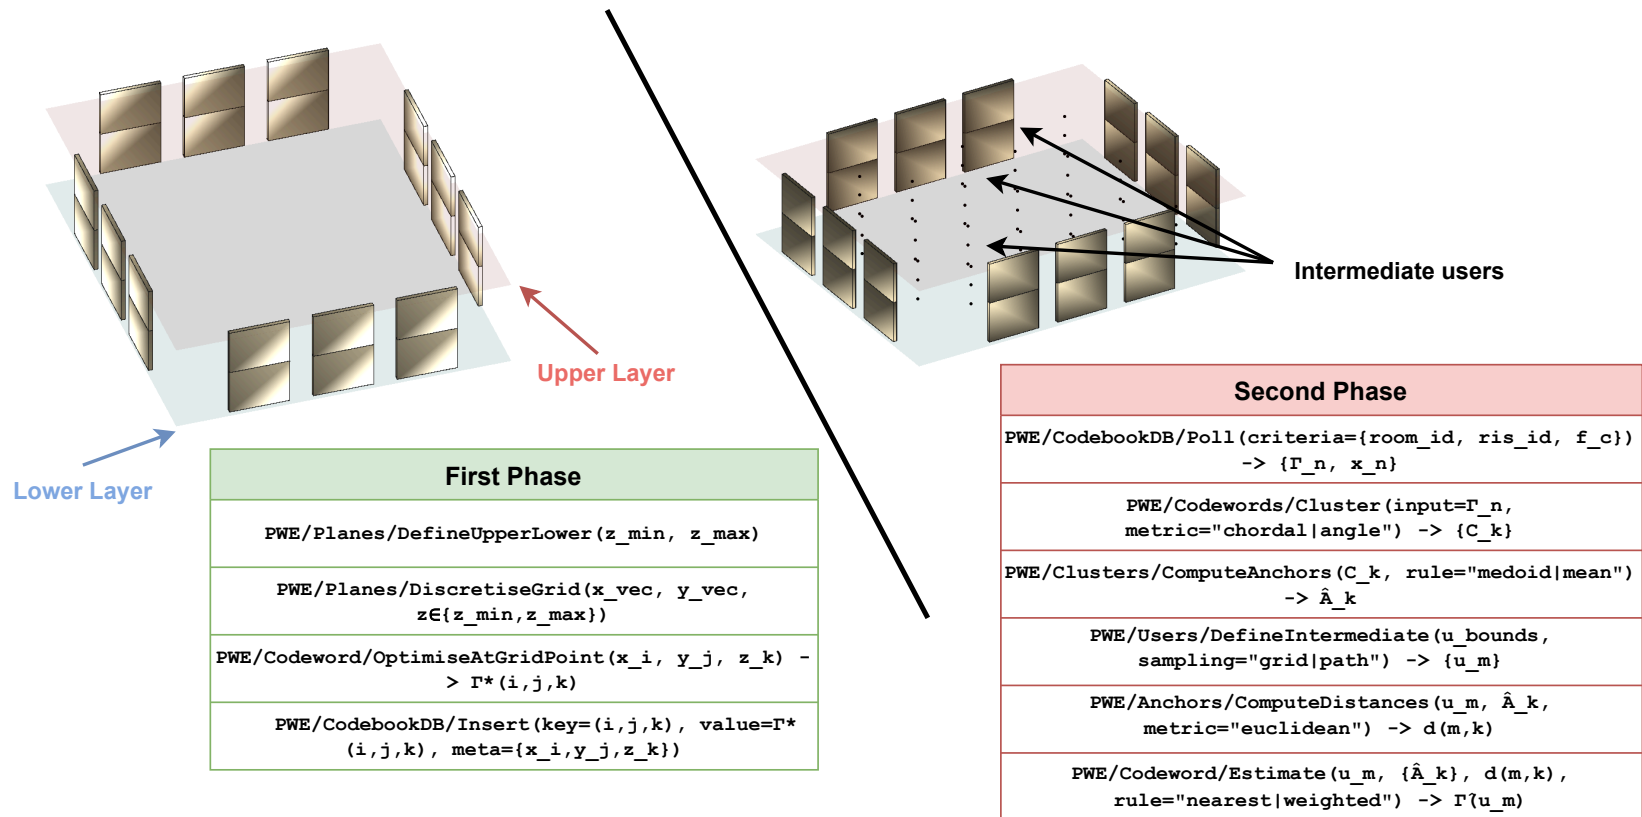 Upper Layer
Lower Layer
First Phase
PWE/Planes/DefineUpperLower(z_min, z_max)
PWE/Planes/DiscretiseGrid(x_vec, y_vec,
z∈{z_min,z_max})
PWE/Codeword/OptimiseAtGridPoint(x_i, y_j, z_k) -
> Γ*(i,j,k)
PWE/CodebookDB/Insert(key=(i,j,k), value=Γ*
(i,j,k), meta={x_i,y_j,z_k})
Intermediate users
Second Phase
PWE/CodebookDB/Poll(criteria={room_id, ris_id, f_c})
-> {Γ_n, x_n}
PWE/Codewords/Cluster(input=Γ_n,
metric="chordal|angle") -> {C_k}
PWE/Clusters/ComputeAnchors(C_k, rule="medoid|mean")
-> Â_k
PWE/Users/DefineIntermediate(u_bounds,
sampling="grid|path") -> {u_m}
PWE/Anchors/ComputeDistances(u_m, Â_k,
metric="euclidean") -> d(m,k)
PWE/Codeword/Estimate(u_m, {Â_k}, d(m,k),
rule="nearest|weighted") -> Γ̂(u_m)